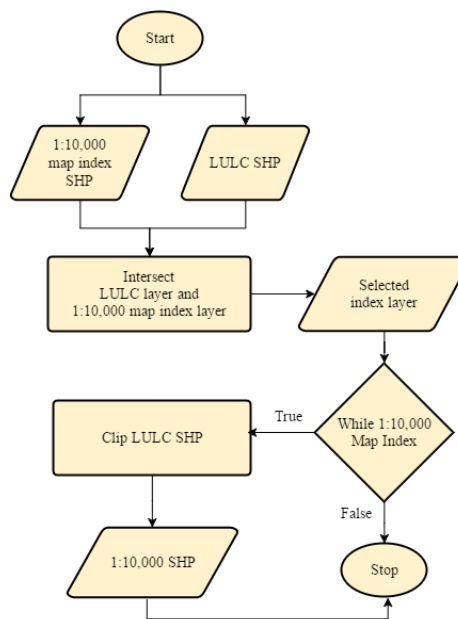 Start
1:10,000
map index
SHP
LULC SHP
Intersect
LULC layer and
1:10,000 map index layer
Selected
index layer
While 1:10,000
Map Index
True
Clip LULC SHP
False
1:10,000 SHP
Stop